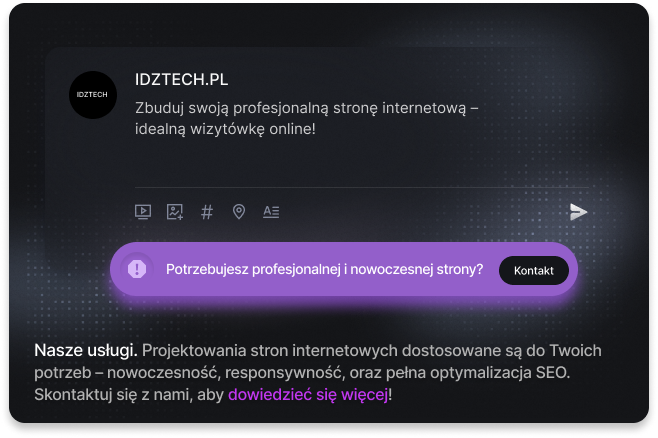 IDZTECH
IDZTECH.PL
Zbuduj swoją profesjonalną stronę internetową –
idealną wizytówkę online!
Potrzebujesz profesjonalnej i nowoczesnej strony?
Kontakt
Nasze usługi. Projektowania stron internetowych dostosowane są do Twoich
potrzeb – nowoczesność, responsywność, oraz pełna optymalizacja SEO.
Skontaktuj się z nami, aby dowiedzieć się więcej!